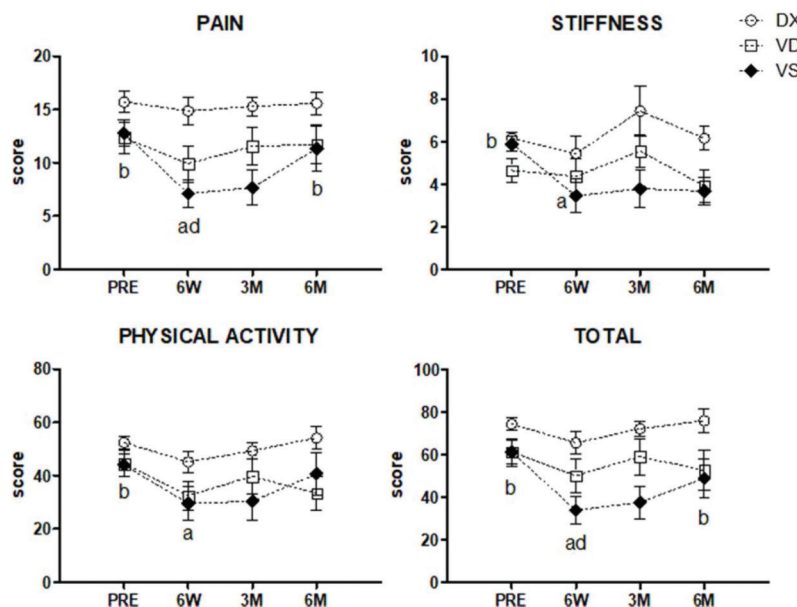 PAIN
20
15
10
5
0
score
b
ad
b
PRE 6W 3M 6M
STIFFNESS
10
8
6
4
2
0
score
b
a
PRE 6W 3M 6M
DX
VD
VS
PHYSICAL ACTIVITY
80
60
40
20
0
score
b
a
PRE 6W 3M 6M
TOTAL
100
80
60
40
20
0
score
b
ad
b
PRE 6W 3M 6M